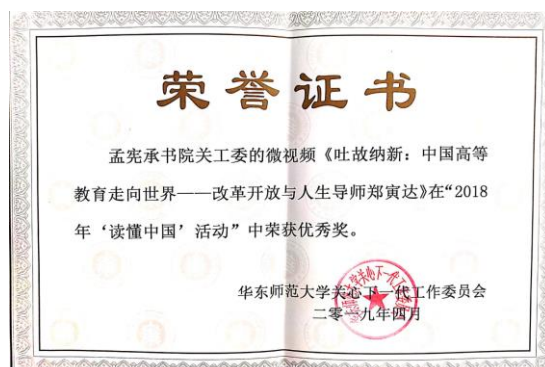 荣誉证书
孟宪承书院关工委的微视频《吐故纳新：中国高等
教育走向世界——改革开放与人生导师郑寅达》在“2018
年‘读懂中国’活动”中荣获优秀奖。
华东师范大学关心下一代工作委员会
二零一九年四月